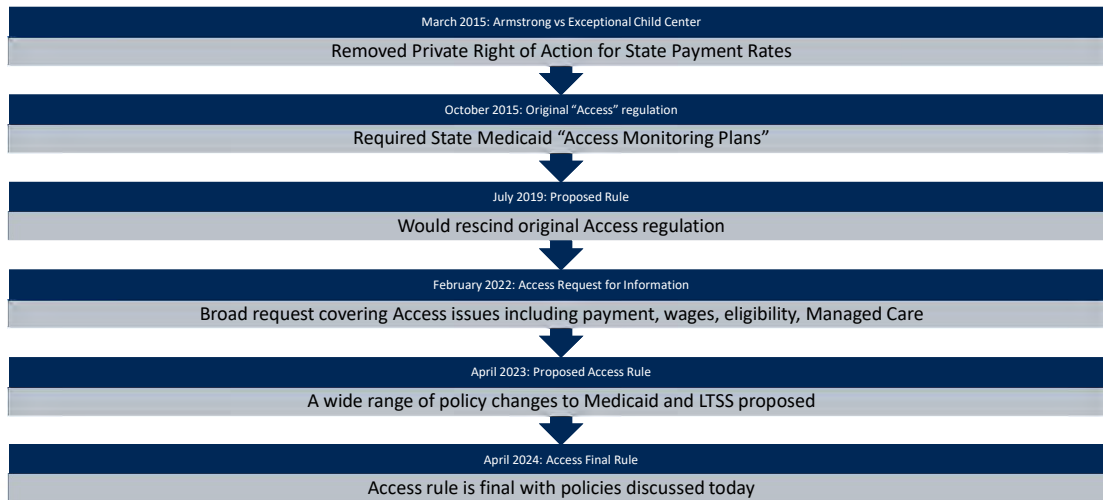 March 2015: Armstrong vs Exceptional Child Center
Removed Private Right of Action for State Payment Rates
October 2015: Original “Access” regulation
Required State Medicaid “Access Monitoring Plans”
July 2019: Proposed Rule
Would rescind original Access regulation
February 2022: Access Request for Information
Broad request covering Access issues including payment, wages, eligibility, Managed Care
April 2023: Proposed Access Rule
A wide range of policy changes to Medicaid and LTSS proposed
April 2024: Access Final Rule
Access rule is final with policies discussed today